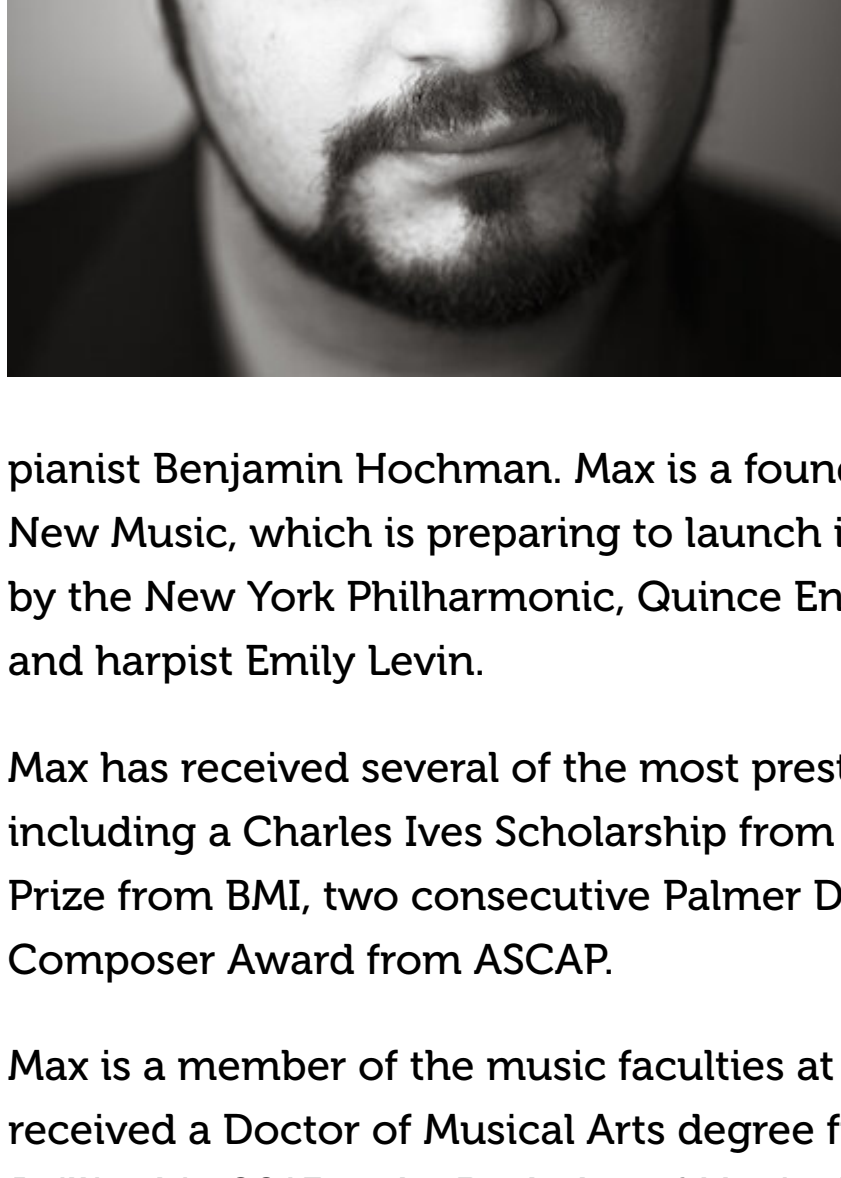 pianist Benjamin Hochman. Max is a found
New Music, which is preparing to launch i
by the New York Philharmonic, Quince En
and harpist Emily Levin.
Max has received several of the most prest
including a Charles Ives Scholarship from
Prize from BMI, two consecutive Palmer D
Composer Award from ASCAP.
Max is a member of the music faculties at
received a Doctor of Musical Arts degree f